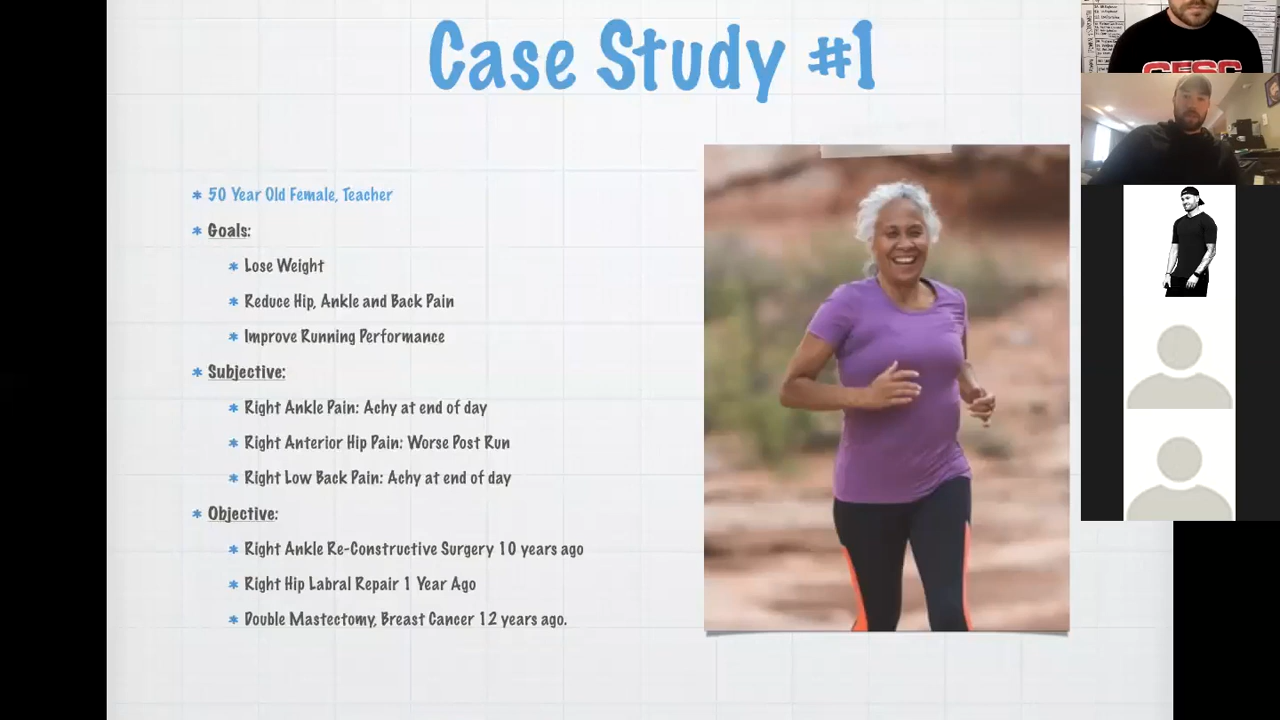 Case Study #1
* 50 Year Old Female, Teacher
* Goals:
* Lose Weight
* Reduce Hip, Ankle and Back Pain
* Improve Running Performance
* Subjective:
* Right Ankle Pain: Achy at end of day
* Right Anterior Hip Pain: Worse Post Run
* Right Low Back Pain: Achy at end of day
* Objective:
* Right Ankle Re-Constructive Surgery 10 years ago
* Right Hip Labral Repair 1 Year Ago
* Double Mastectomy, Breast Cancer 12 years ago.